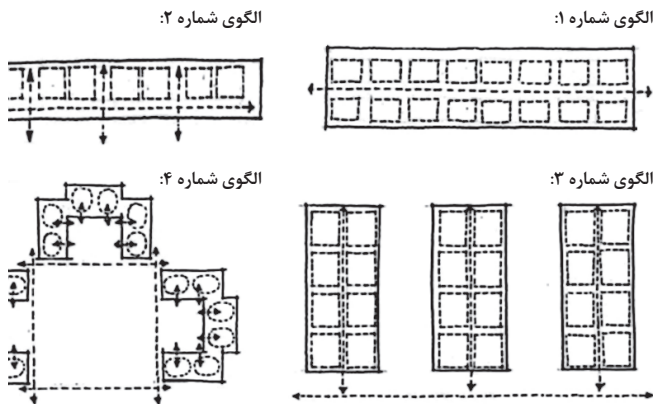 الگوی شماره ۱:
الگوی شماره ۲:
الگوی شماره ۳:
الگوی شماره ۴: